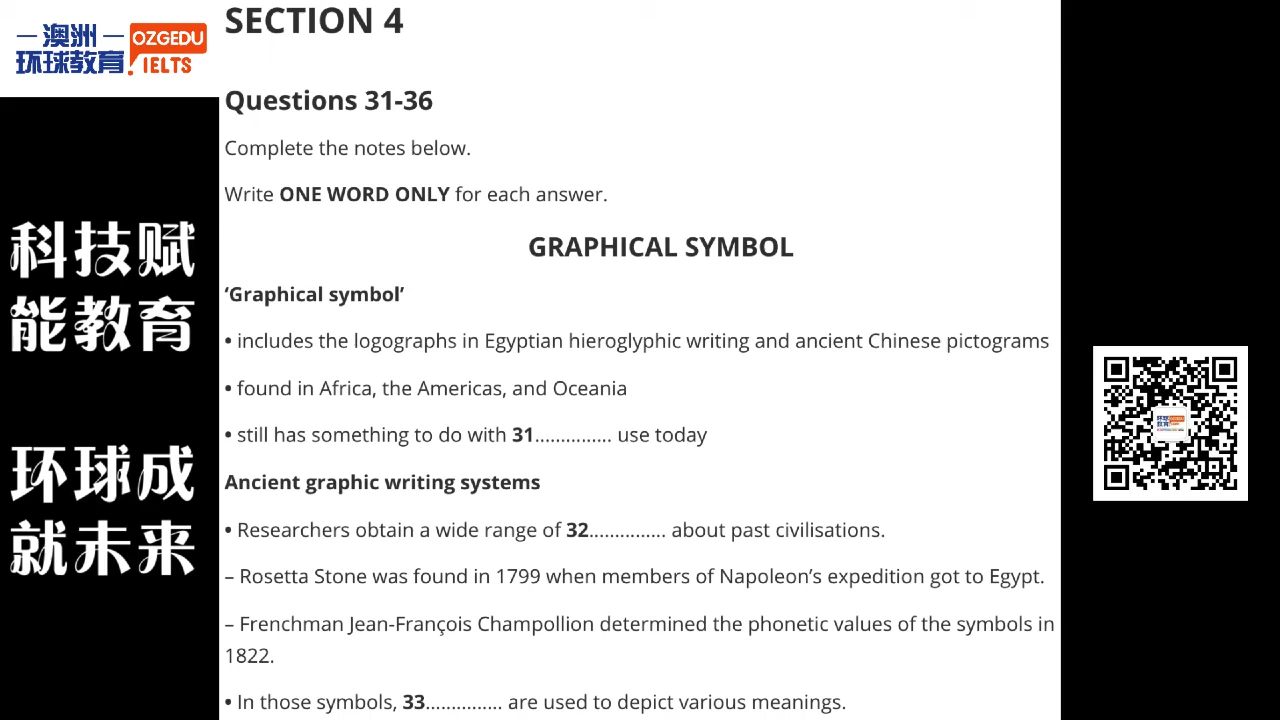 澳洲
环球教育
OZGEDU
IELTS
科技赋
能教育
环球成
就未来
SECTION 4
Questions 31-36
Complete the notes below.
Write ONE WORD ONLY for each answer.
GRAPHICAL SYMBOL
‘Graphical symbol’
• includes the logographs in Egyptian hieroglyphic writing and ancient Chinese pictograms
• found in Africa, the Americas, and Oceania
• still has something to do with 31............... use today
Ancient graphic writing systems
• Researchers obtain a wide range of 32............... about past civilisations.
– Rosetta Stone was found in 1799 when members of Napoleon’s expedition got to Egypt.
– Frenchman Jean-François Champollion determined the phonetic values of the symbols in
1822.
• In those symbols, 33............... are used to depict various meanings.